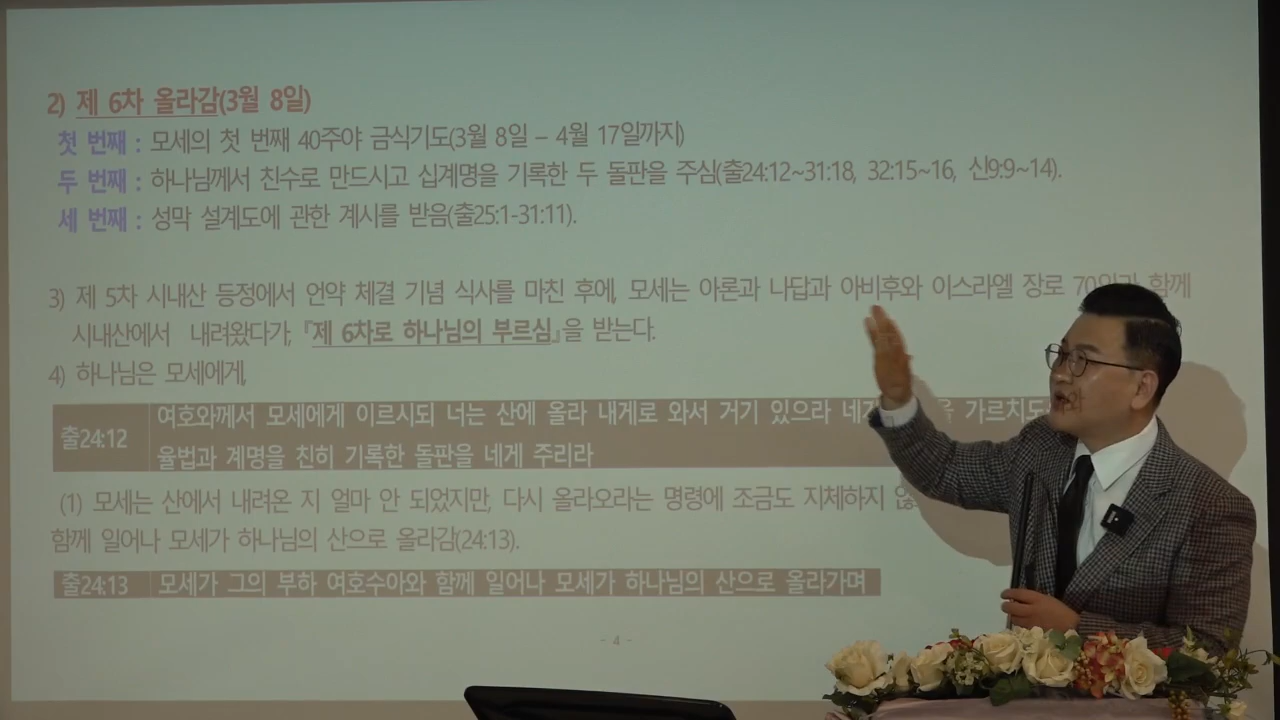 2) 제 6차 올라감(3월 8일)
첫 번째 : 모세의 첫 번째 40주야 금식기도(3월 8일 – 4월 17일까지)
두 번째 : 하나님께서 친수로 만드시고 십계명을 기록한 두 돌판을 주심(출24:12~31:18, 32:15~16, 신9:9~14).
세 번째 : 성막 설계도에 관한 계시를 받음(출25:1-31:11).
3) 제 5차 시내산 등정에서 언약 체결 기념 식사를 마친 후에, 모세는 아론과 나답과 아비후와 이스라엘 장로 함께
시내산에서 내려왔다가, 『제 6차로 하나님의 부르심』을 받는다.
4) 하나님은 모세에게,
여호와께서 모세에게 이르시되 너는 산에 올라 내게로 와서 거기 있으라
출24:12
율법과 계명을 친히 기록한 돌판을 네게 주리라
(1) 모세는 산에서 내려온 지 얼마 안 되었지만, 다시 올라오라는 명령에 조금도 지체하지
함께 일어나 모세가 하나님의 산으로 올라감(24:13).
출24:13 모세가 그의 부하 여호수아와 함께 일어나 모세가 하나님의 산으로 올라가며
- 4 -